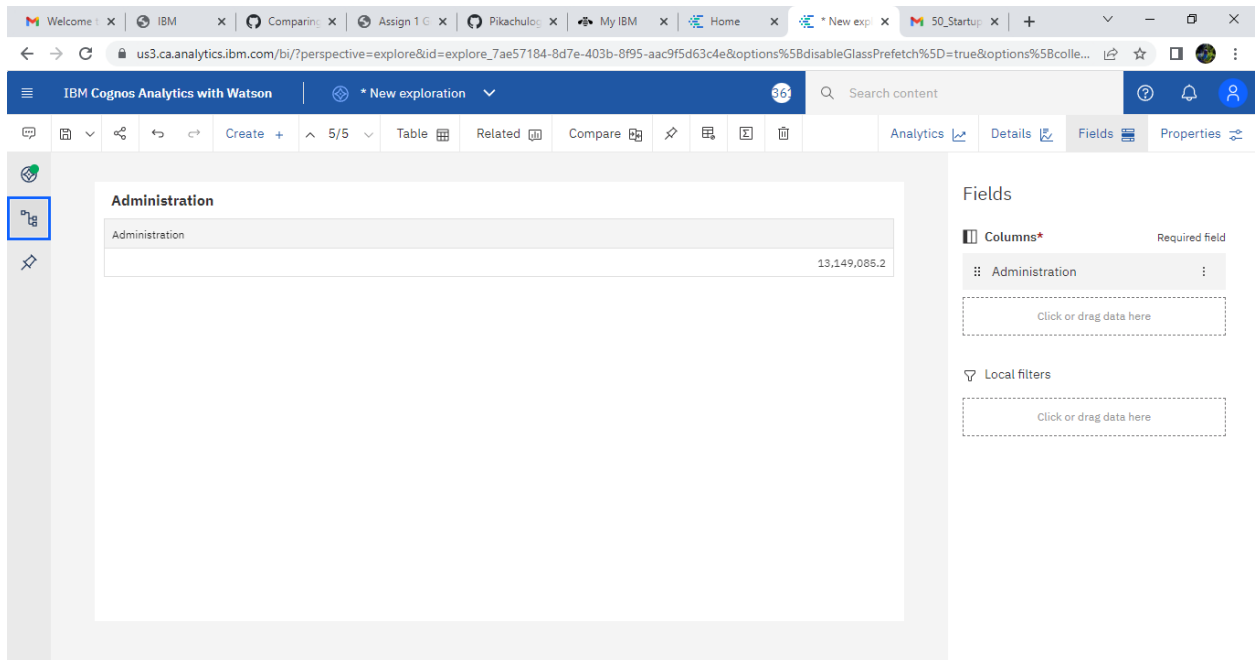 Welcome t IBM Comparing Assign 1 G Pikachulog My IBM Home * New expl 50_Startup
us3.ca.analytics.ibm.com/bi/?perspective=explore&id=explore_7ae57184-8d7e-403b-8f95-aac9f5d63c4e&options%5BdisableGlassPrefetch%5D=true&options%5Bcolle...
IBM Cognos Analytics with Watson * New exploration 363 Search content
Create + 5/5 Table Related Compare Analytics Details Fields Properties
Administration
Administration
13,149,085.2
Fields
Columns* Required field
Administration
Click or drag data here
Local filters
Click or drag data here